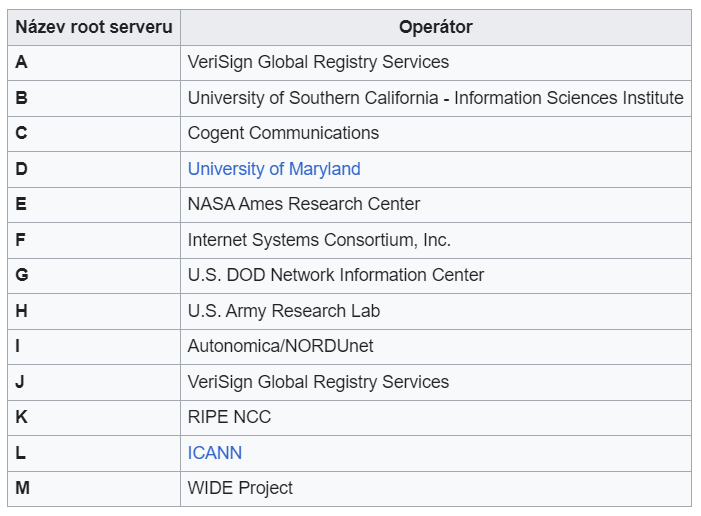 Název root serveru Operátor
A VeriSign Global Registry Services
B University of Southern California - Information Sciences Institute
C Cogent Communications
D University of Maryland
E NASA Ames Research Center
F Internet Systems Consortium, Inc.
G U.S. DOD Network Information Center
H U.S. Army Research Lab
I Autonomica/NORDUnet
J VeriSign Global Registry Services
K RIPE NCC
L ICANN
M WIDE Project